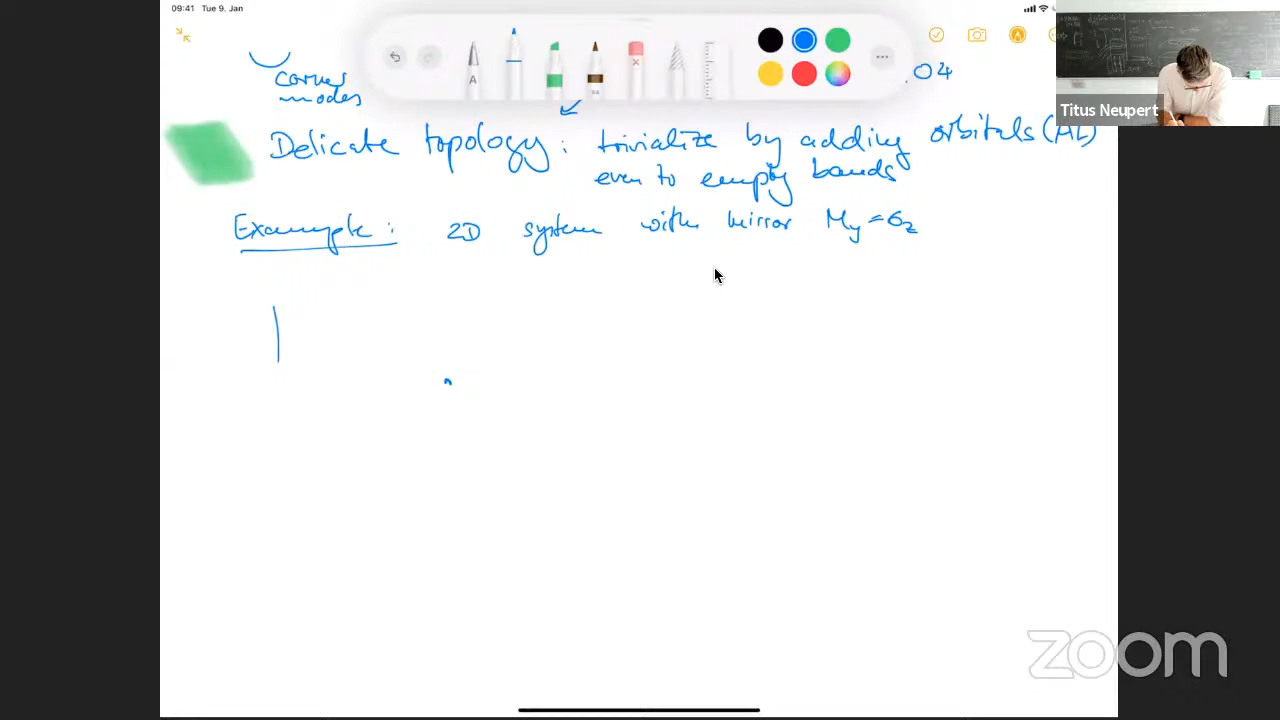 09:41 Tue 9. Jan
corner
modes
.04
Delicate topology: trivialize by adding orbitals (AL)
even to empty bands
Example: 2D system with mirror My = σz
Titus Neupert
zoom